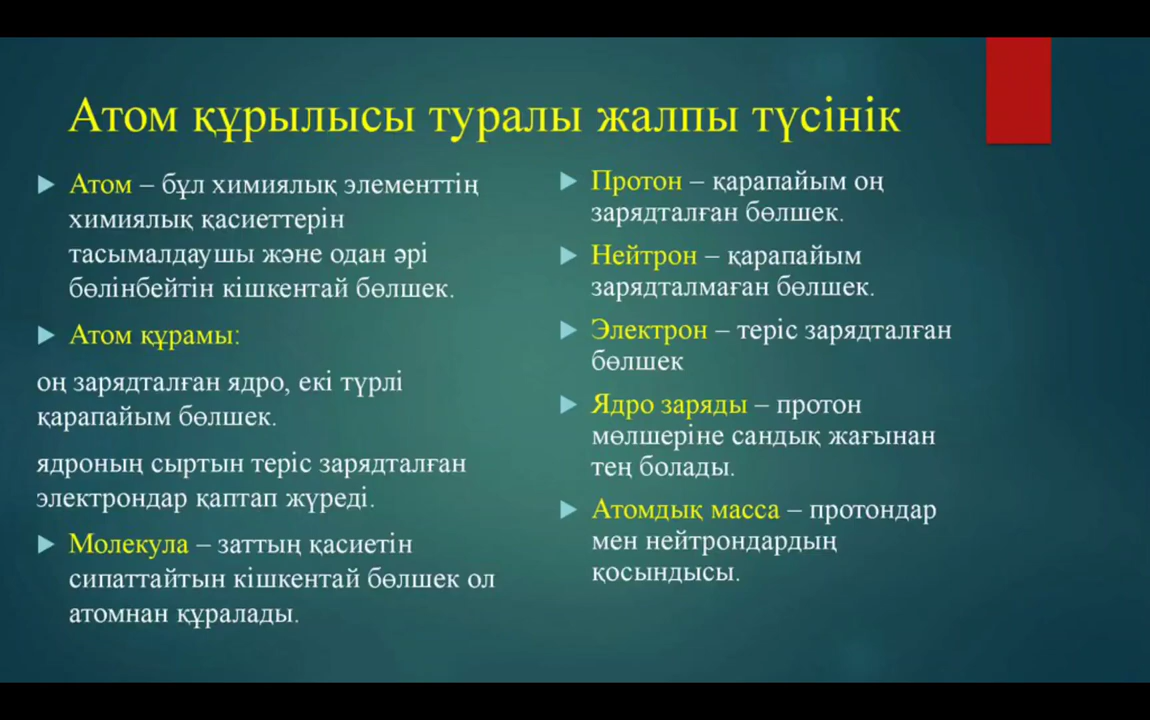 Атом құрылысы туралы жалпы түсінік
Атом – бұл химиялық элементтің
химиялық қасиеттерін
тасымалдаушы және одан әрі
бөлінбейтін кішкентай бөлшек.
Атом құрамы:
оң зарядталған ядро, екі түрлі
қарапайым бөлшек.
ядроның сыртын теріс зарядталған
электрондар қаптап жүреді.
Молекула – заттың қасиетін
сипаттайтын кішкентай бөлшек ол
атомнан құралады.
Протон – қарапайым оң
зарядталған бөлшек.
Нейтрон – қарапайым
зарядталмаған бөлшек.
Электрон – теріс зарядталған
бөлшек
Ядро заряды – протон
мөлшеріне сандық жағынан
тең болады.
Атомдық масса – протондар
мен нейтрондардың
қосындысы.